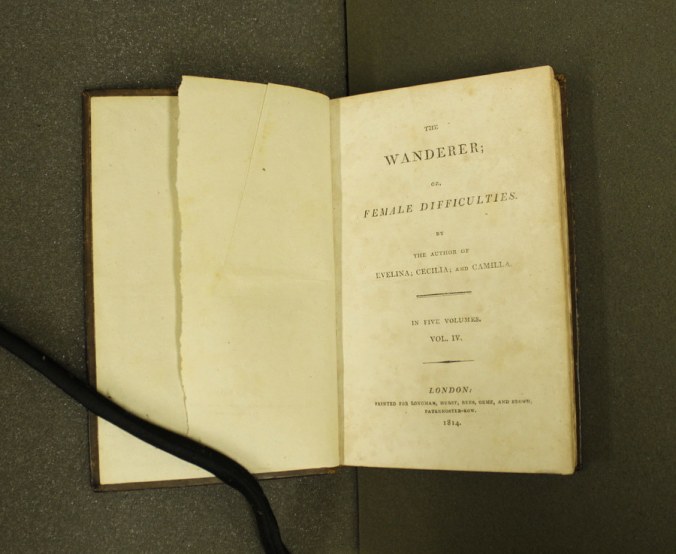 THE
WANDERER;
OR,
FEMALE DIFFICULTIES.
BY
THE AUTHOR OF
EVELINA; CECILIA; AND CAMILLA.
IN FIVE VOLUMES.
VOL. IV.
LONDON:
PRINTED FOR LONGMAN, HURST, REES, ORME, AND BROWN,
PATERNOSTER-ROW.
1814.